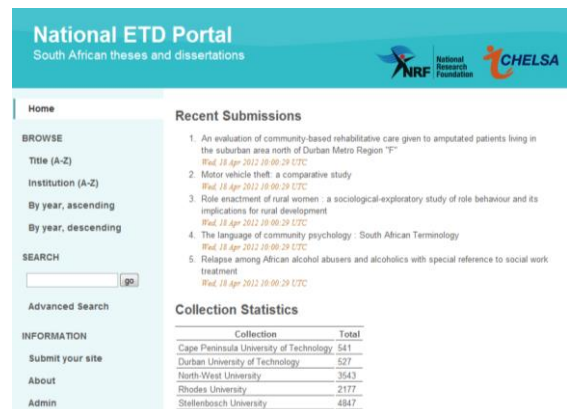 National ETD Portal
South African theses and dissertations
NRF
National
Research
Foundation
CHELSA
Home
BROWSE
Title (A-Z)
Institution (A-Z)
By year, ascending
By year, descending
SEARCH
go
Advanced Search
INFORMATION
Submit your site
About
Admin
Recent Submissions
1. An evaluation of community-based rehabilitative care given to amputated patients living in
the suburban area north of Durban Metro Region "F"
Wed, 18 Apr 2012 10:00:29 UTC
2. Motor vehicle theft: a comparative study
Wed, 18 Apr 2012 10:00:29 UTC
3. Role enactment of rural women : a sociological-exploratory study of role behaviour and its
implications for rural development
Wed, 18 Apr 2012 10:00:29 UTC
4. The language of community psychology : South African Terminology
Wed, 18 Apr 2012 10:00:29 UTC
5. Relapse among African alcohol abusers and alcoholics with special reference to social work
treatment
Wed, 18 Apr 2012 10:00:29 UTC
Collection Statistics
Collection Total
Cape Peninsula University of Technology 541
Durban University of Technology 527
North-West University 3543
Rhodes University 2177
Stellenbosch University 4847